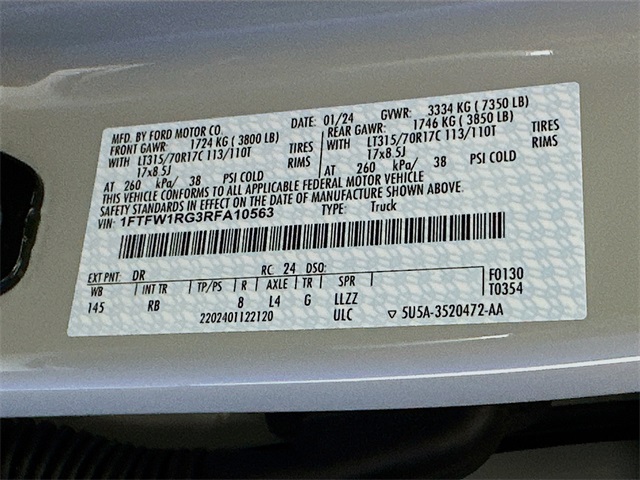 MFD. BY FORD MOTOR CO. DATE: 01/24 GVWR: 3334 KG ( 7350 LB)
FRONT GAWR: 1724 KG ( 3800 LB) REAR GAWR: 1746 KG ( 3850 LB)
WITH LT315/70R17C 113/110T TIRES WITH LT315/70R17C 113/110T TIRES
17x8.5J RIMS 17x8.5J RIMS
AT 260 kPa/ 38 PSI COLD AT 260 kPa/ 38 PSI COLD
THIS VEHICLE CONFORMS TO ALL APPLICABLE FEDERAL MOTOR VEHICLE
SAFETY STANDARDS IN EFFECT ON THE DATE OF MANUFACTURE SHOWN ABOVE.
VIN: 1FTFW1RG3RFA10563 TYPE: Truck
EXT PNT: DR RC: 24 DSO: F0130
WB INT TR TP/PS R AXLE TR SPR T0354
145 RB 8 L4 G LLZZ
2202401122120 ULC ▽ 5U5A-3520472-AA